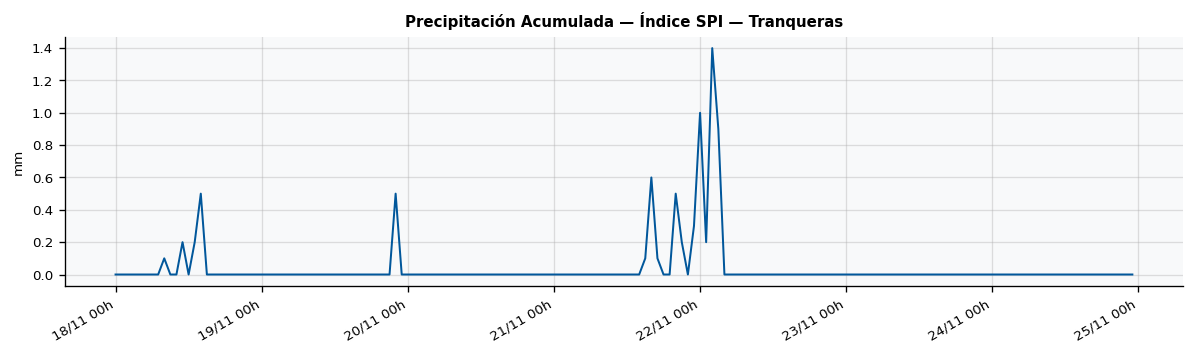 Precipitación Acumulada — Índice SPI — Tranqueras
mm
1.4
1.2
1.0
0.8
0.6
0.4
0.2
0.0
18/11 00h
19/11 00h
20/11 00h
21/11 00h
22/11 00h
23/11 00h
24/11 00h
25/11 00h